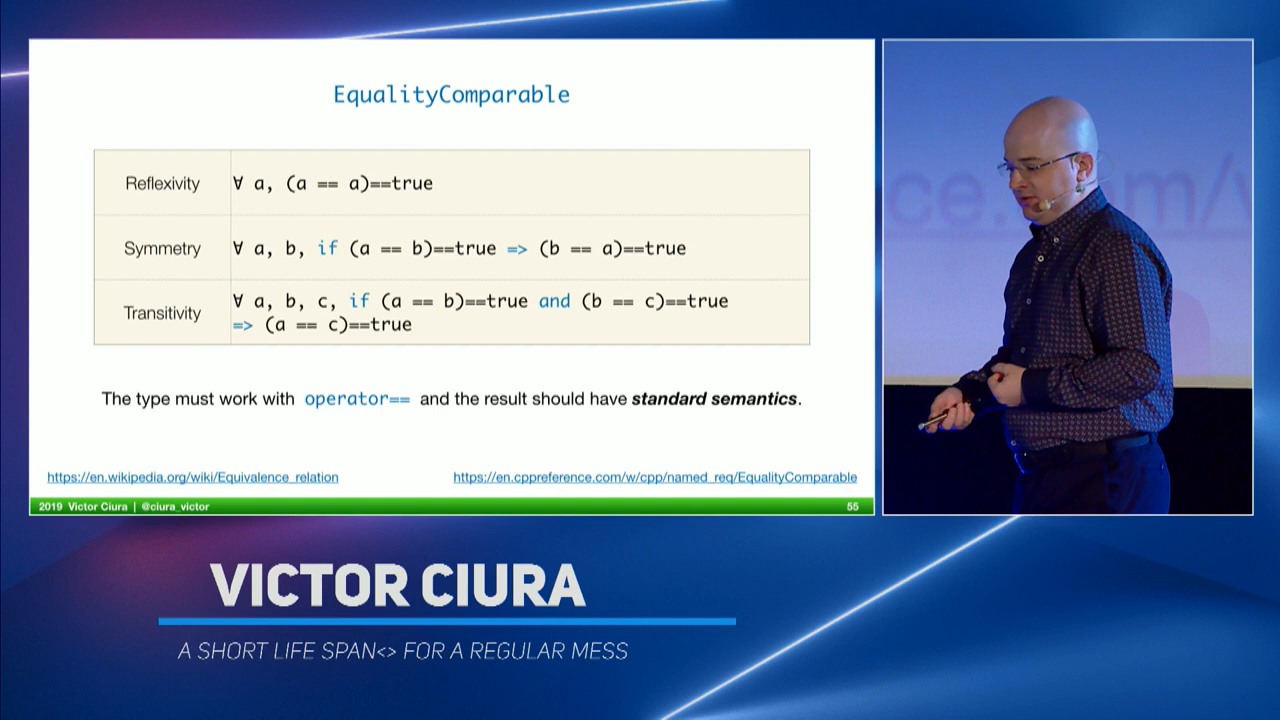 EqualityComparable
Reflexivity ∀ a, (a == a)==true
Symmetry ∀ a, b, if (a == b)==true => (b == a)==true
Transitivity ∀ a, b, c, if (a == b)==true and (b == c)==true
=> (a == c)==true
The type must work with operator== and the result should have standard semantics.
https://en.wikipedia.org/wiki/Equivalence_relation https://en.cppreference.com/w/cpp/named_req/EqualityComparable
2019 Victor Ciura | @ciura_victor 55
VICTOR CIURA
A SHORT LIFE SPAN<> FOR A REGULAR MESS